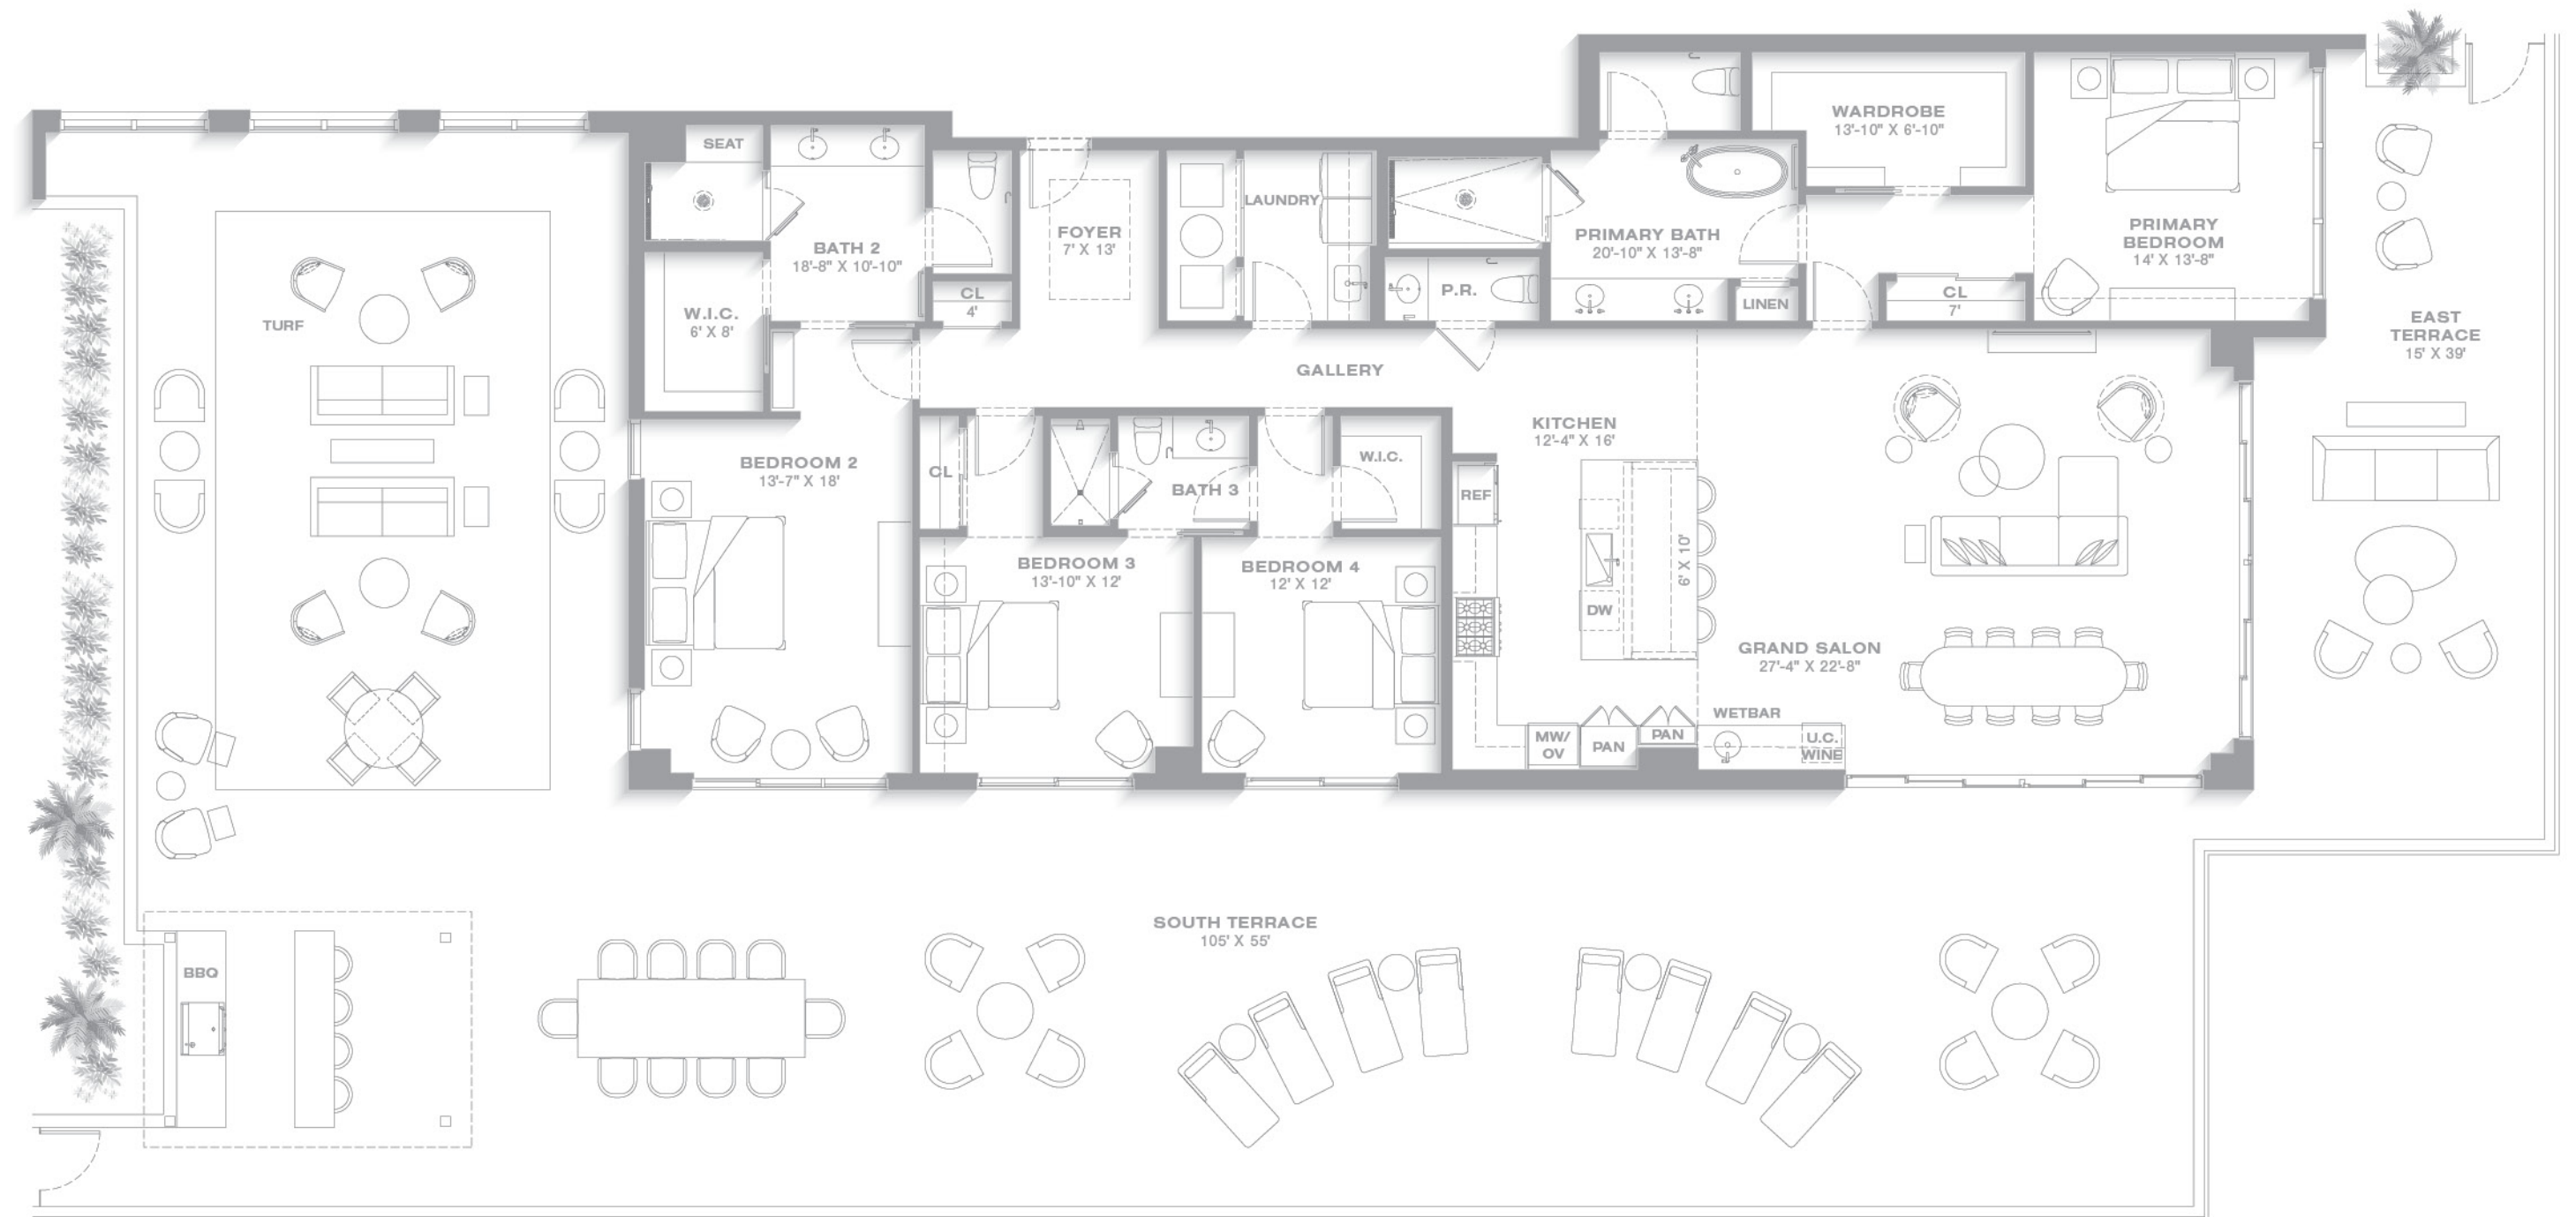 WARDROBE
13'-10" X 6'-10"
SEAT
LAUNDRY
FOYER
7' X 13'
BATH 2
18'-8" X 10'-10"
PRIMARY BATH
20'-10" X 13'-8"
PRIMARY
BEDROOM
14' X 13'-8"
W.I.C.
6' X 8'
CL
4'
P.R.
LINEN
CL
7'
TURF
EAST
TERRACE
15' X 39'
GALLERY
KITCHEN
12'-4" X 16'
BEDROOM 2
13'-7" X 18'
CL
BATH 3
W.I.C.
REF
BEDROOM 3
13'-10" X 12'
BEDROOM 4
12' X 12'
6' X 10'
DW
GRAND SALON
27'-4" X 22'-8"
WETBAR
MW/
OV
PAN
PAN
U.C.
WINE
SOUTH TERRACE
105' X 55'
BBQ